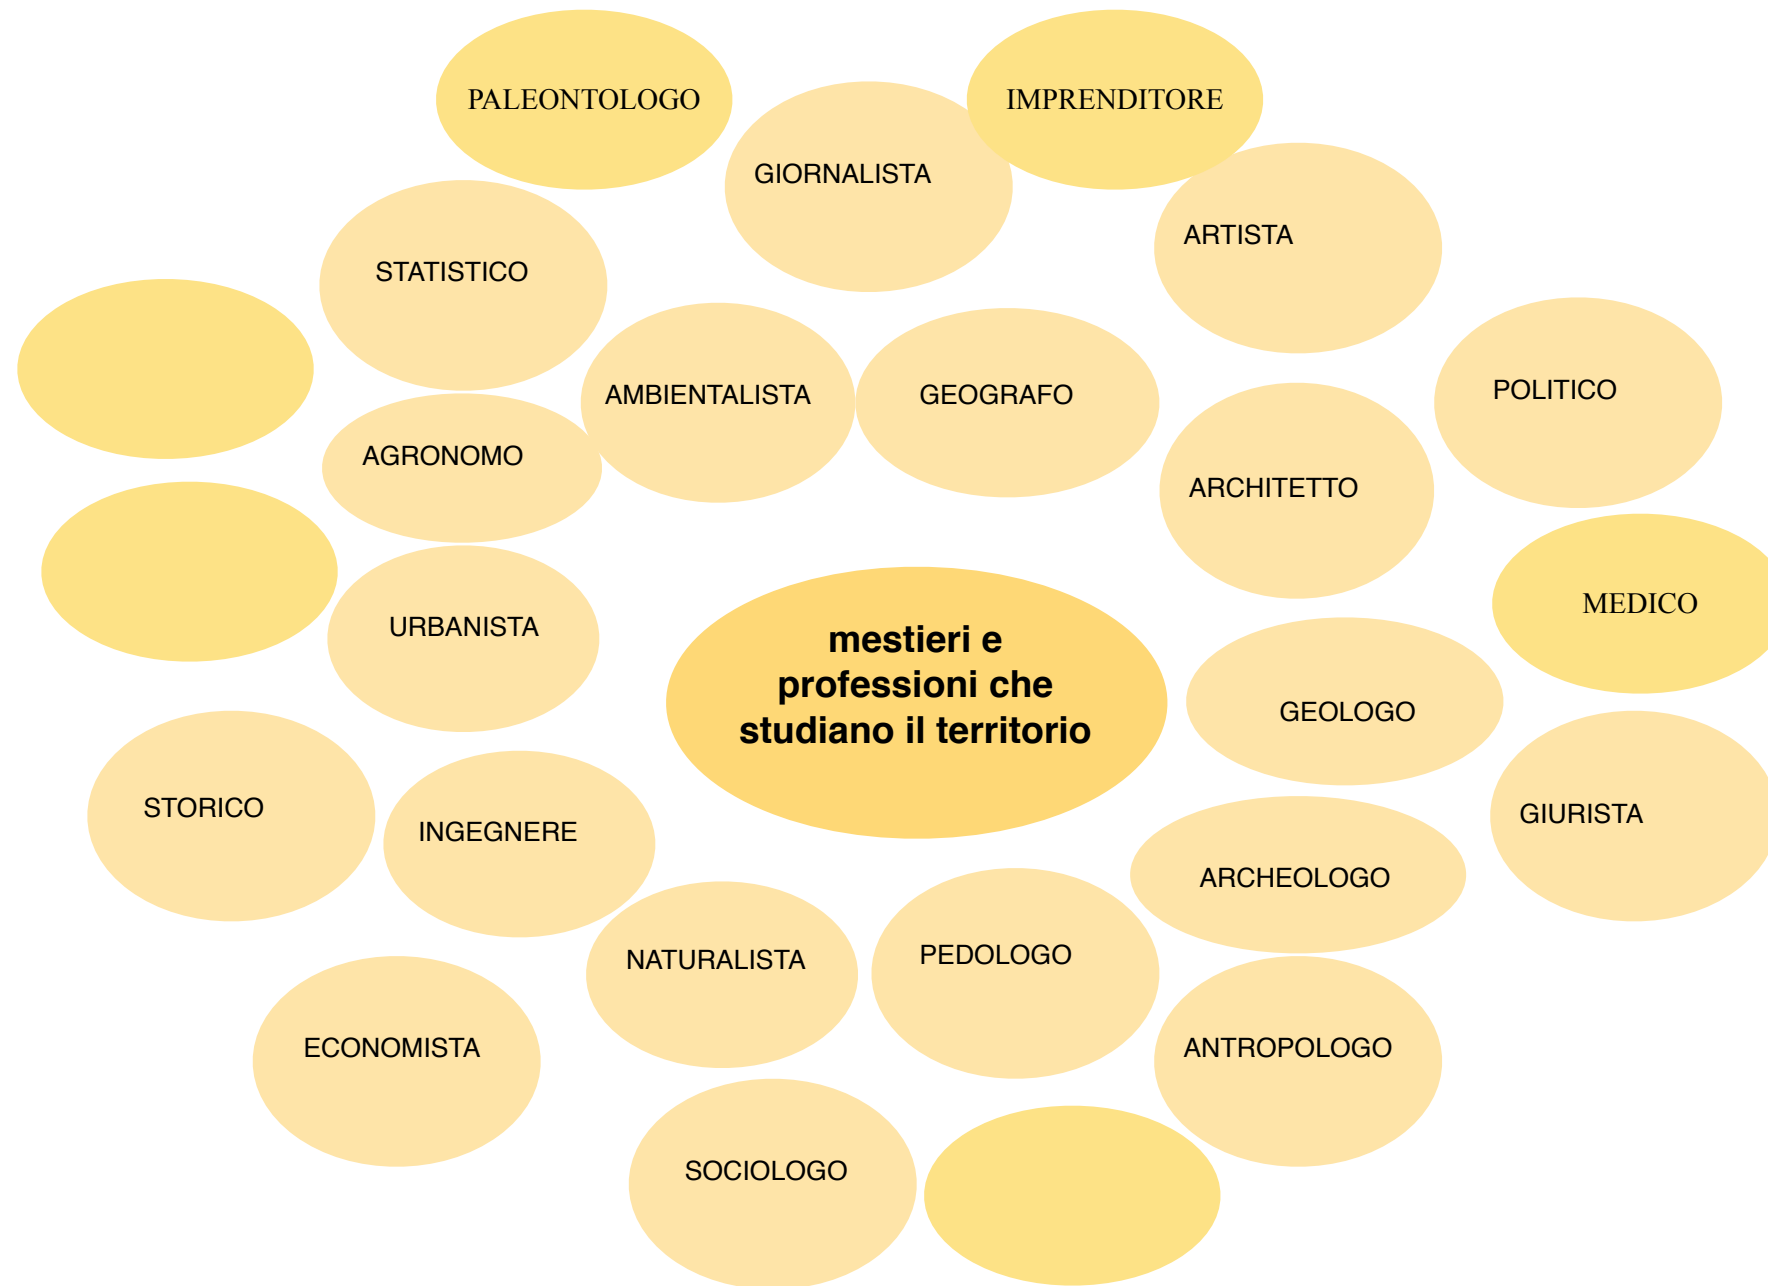 PALEONTOLOGO
IMPRENDITORE
GIORNALISTA
ARTISTA
STATISTICO
AMBIENTALISTA
GEOGRAFO
POLITICO
AGRONOMO
ARCHITETTO
MEDICO
URBANISTA
mestieri e
professioni che
studiano il territorio
GEOLOGO
STORICO
INGEGNERE
GIURISTA
ARCHEOLOGO
NATURALISTA
PEDOLOGO
ECONOMISTA
ANTROPOLOGO
SOCIOLOGO